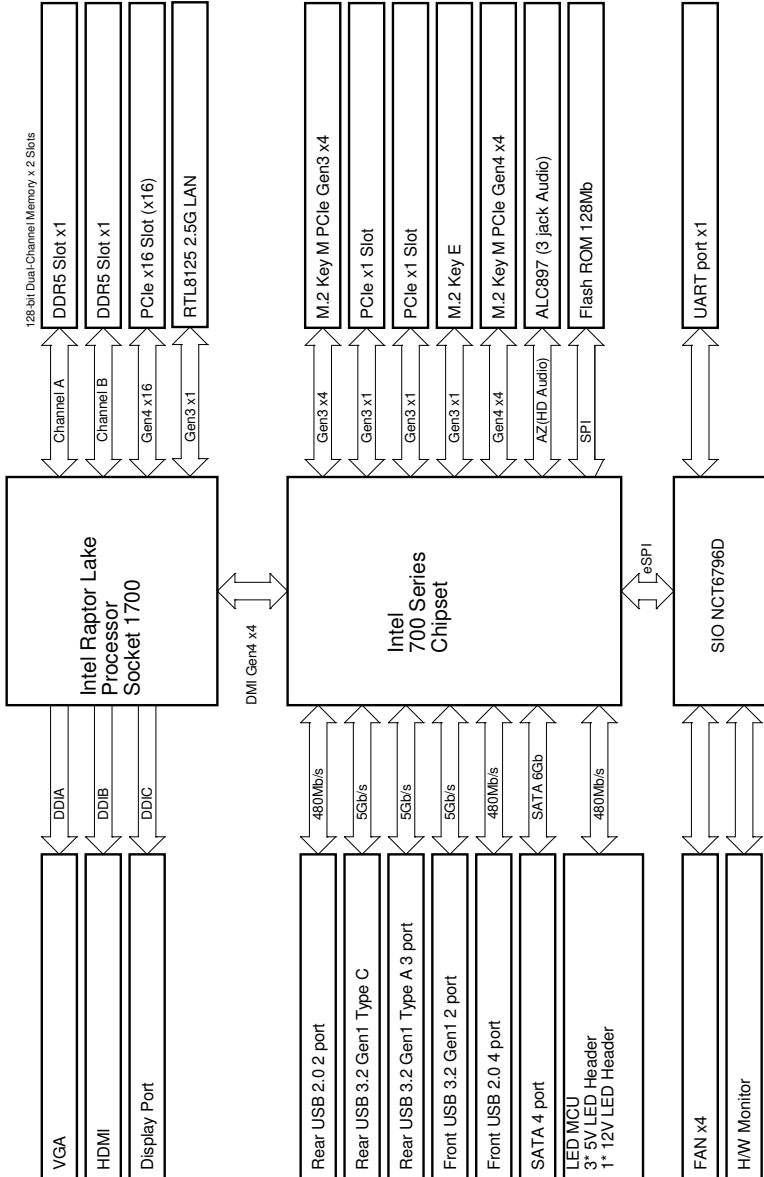 128-bit Dual-Channel Memory x 2 Slots
DDR5 Slot x1
DDR5 Slot x1
PCIe x16 Slot (x16)
RTL8125 2.5G LAN
M.2 Key M PCIe Gen3 x4
PCIe x1 Slot
PCIe x1 Slot
M.2 Key E
M.2 Key M PCIe Gen4 x4
ALC897 (3 jack Audio)
Flash ROM 128Mb
UART port x1
Channel A
Channel B
Gen4 x16
Gen3 x1
Gen3 x4
Gen3 x1
Gen3 x1
Gen3 x1
Gen4 x4
AZ(HD Audio)
SPI
Intel Raptor Lake
Processor
Socket 1700
DMI Gen4 x4
Intel
700 Series
Chipset
eSPI
SIO NCT6796D
DDIA
DDIB
DDIC
480Mb/s
5Gb/s
5Gb/s
5Gb/s
480Mb/s
SATA 6Gb
480Mb/s
VGA
HDMI
Display Port
Rear USB 2.0 2 port
Rear USB 3.2 Gen1 Type C
Rear USB 3.2 Gen1 Type A 3 port
Front USB 3.2 Gen1 2 port
Front USB 2.0 4 port
SATA 4 port
LED MCU
3* 5V LED Header
1* 12V LED Header
FAN x4
H/W Monitor